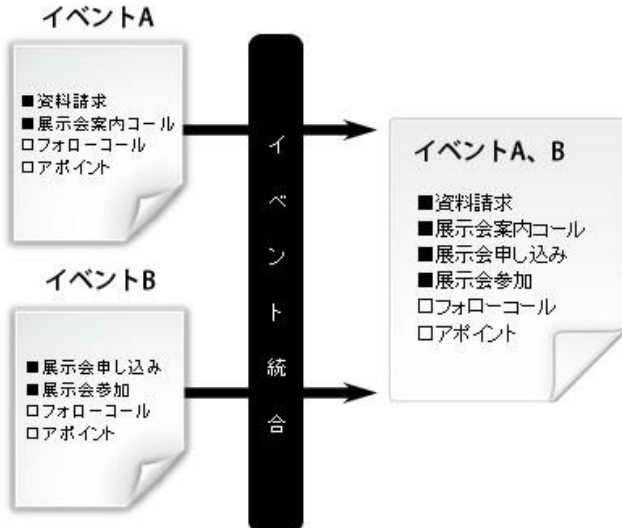 イベントA
■資料請求
■展示会案内コール
□フォローコール
□アポイント
イベントB
■展示会申し込み
■展示会参加
□フォローコール
□アポイント
イベント統合
イベントA、B
■資料請求
■展示会案内コール
■展示会申し込み
■展示会参加
□フォローコール
□アポイント